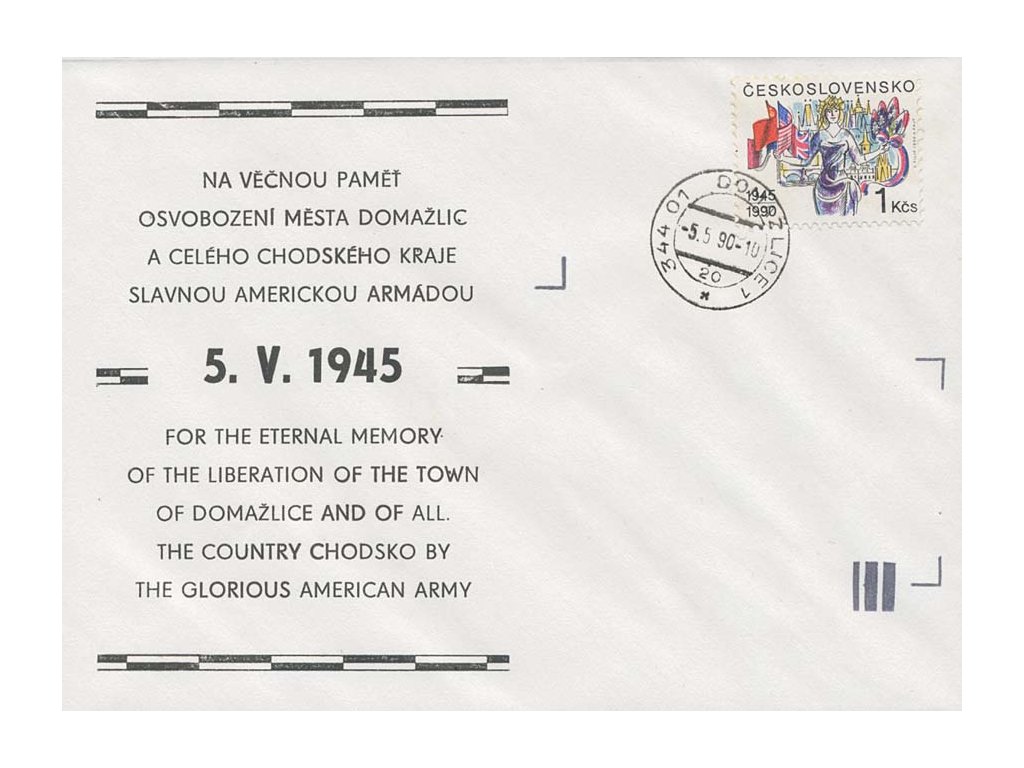 NA VĚČNOU PAMĚŤ
OSVOBOZENÍ MĚSTA DOMAŽLIC
A CELÉHO CHODSKÉHO KRAJE
SLAVNOU AMERICKOU ARMÁDOU
5. V. 1945
FOR THE ETERNAL MEMORY
OF THE LIBERATION OF THE TOWN
OF DOMAŽLICE AND OF ALL.
THE COUNTRY CHODSKO BY
THE GLORIOUS AMERICAN ARMY
ČESKOSLOVENSKO
1945
1990
1 Kčs
344 01 DOMAŽLICE 1
-5.5 90-10
20